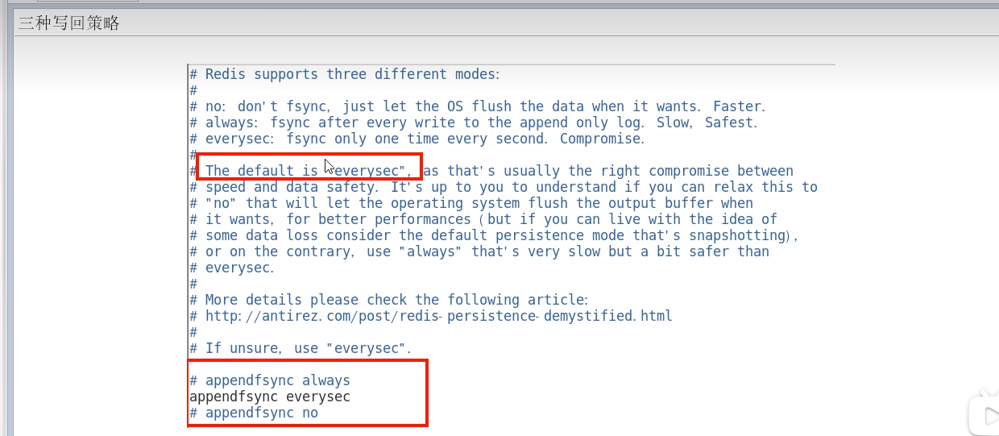 三种写回策略
# Redis supports three different modes:
#
# no: don't fsync, just let the OS flush the data when it wants. Faster.
# always: fsync after every write to the append only log. Slow, Safest.
# everysec: fsync only one time every second. Compromise.
#
# The default is "everysec", as that's usually the right compromise between
# speed and data safety. It's up to you to understand if you can relax this to
# "no" that will let the operating system flush the output buffer when
# it wants, for better performances (but if you can live with the idea of
# some data loss consider the default persistence mode that's snapshotting),
# or on the contrary, use "always" that's very slow but a bit safer than
# everysec.
#
# More details please check the following article:
# http://antirez.com/post/redis-persistence-demystified.html
#
# If unsure, use "everysec".
# appendfsync always
appendfsync everysec
# appendfsync no